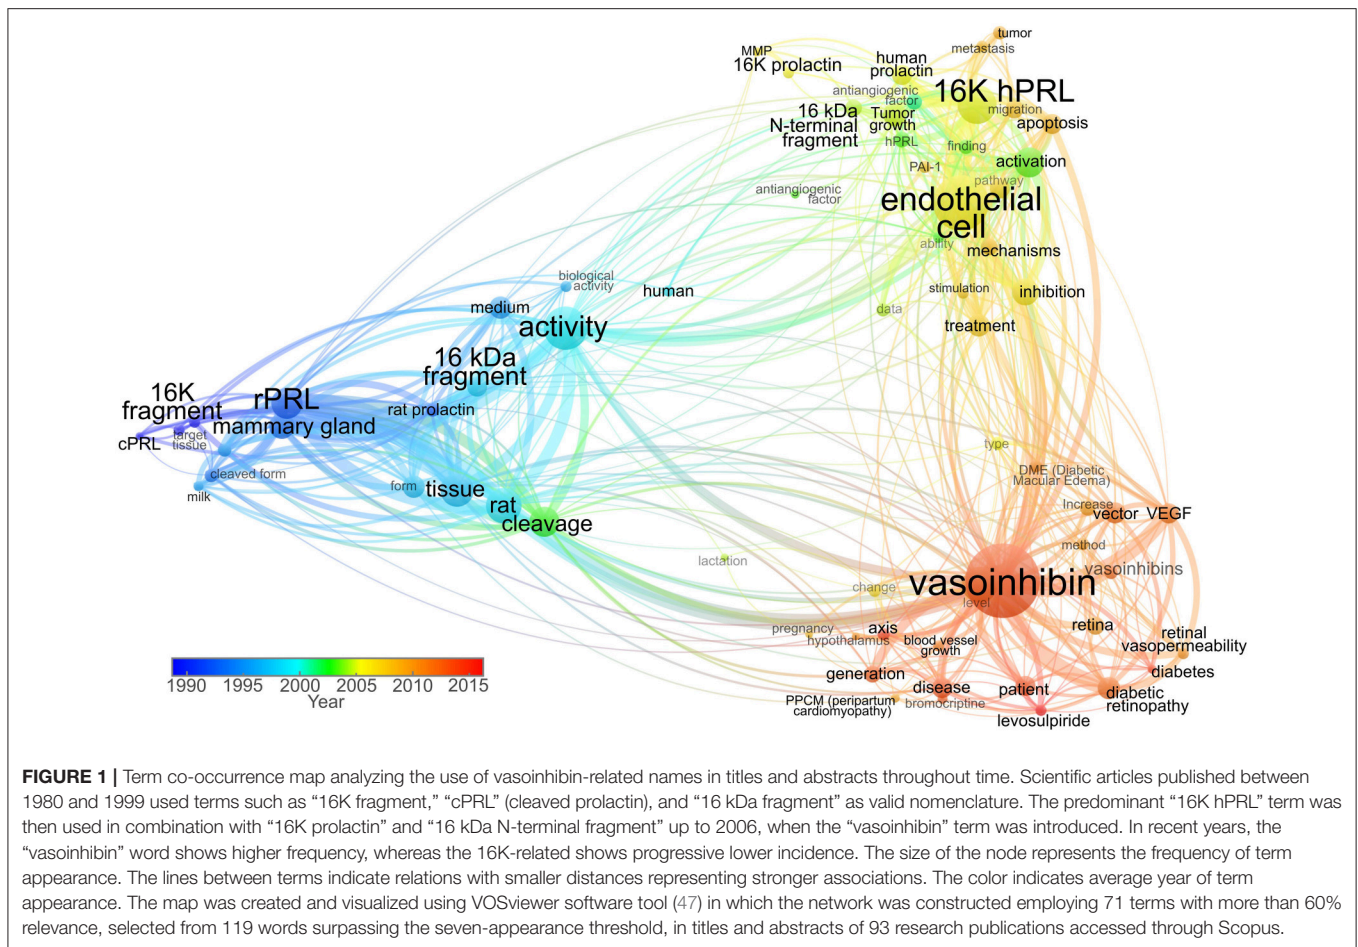 tumor
metastasis
MMP
16K prolactin
human
prolactin
antiangiogenic
factor
16K hPRL
migration
apoptosis
16 kDa
N-terminal
fragment
Tumor
growth
hPRL
finding
activation
PAI-1
pathway
antiangiogenic
factor
endothelial
cell
ability
mechanisms
biological
activity
human
stimulation
inhibition
medium
data
activity
treatment
16 kDa
fragment
16K
fragment
rPRL
rat prolactin
mammary gland
cPRL
target
tissue
type
cleaved form
milk
form
tissue
rat
cleavage
DME (Diabetic
Macular Edema)
Increase
vector
VEGF
method
lactation
vasoinhibins
vasoinhibin
change
level
pregnancy
hypothalamus
axis
blood vessel
growth
retina
retinal
vasopermeability
generation
diabetes
disease
patient
PPCM (peripartum
cardiomyopathy)
bromocriptine
diabetic
retinopathy
levosulpiride
1990 1995 2000 2005 2010 2015
Year
FIGURE 1 | Term co-occurrence map analyzing the use of vasoinhibin-related names in titles and abstracts throughout time. Scientific articles published between
1980 and 1999 used terms such as “16K fragment,” “cPRL” (cleaved prolactin), and “16 kDa fragment” as valid nomenclature. The predominant “16K hPRL” term was
then used in combination with “16K prolactin” and “16 kDa N-terminal fragment” up to 2006, when the “vasoinhibin” term was introduced. In recent years, the
“vasoinhibin” word shows higher frequency, whereas the 16K-related shows progressive lower incidence. The size of the node represents the frequency of term
appearance. The lines between terms indicate relations with smaller distances representing stronger associations. The color indicates average year of term
appearance. The map was created and visualized using VOSviewer software tool (47) in which the network was constructed employing 71 terms with more than 60%
relevance, selected from 119 words surpassing the seven-appearance threshold, in titles and abstracts of 93 research publications accessed through Scopus.